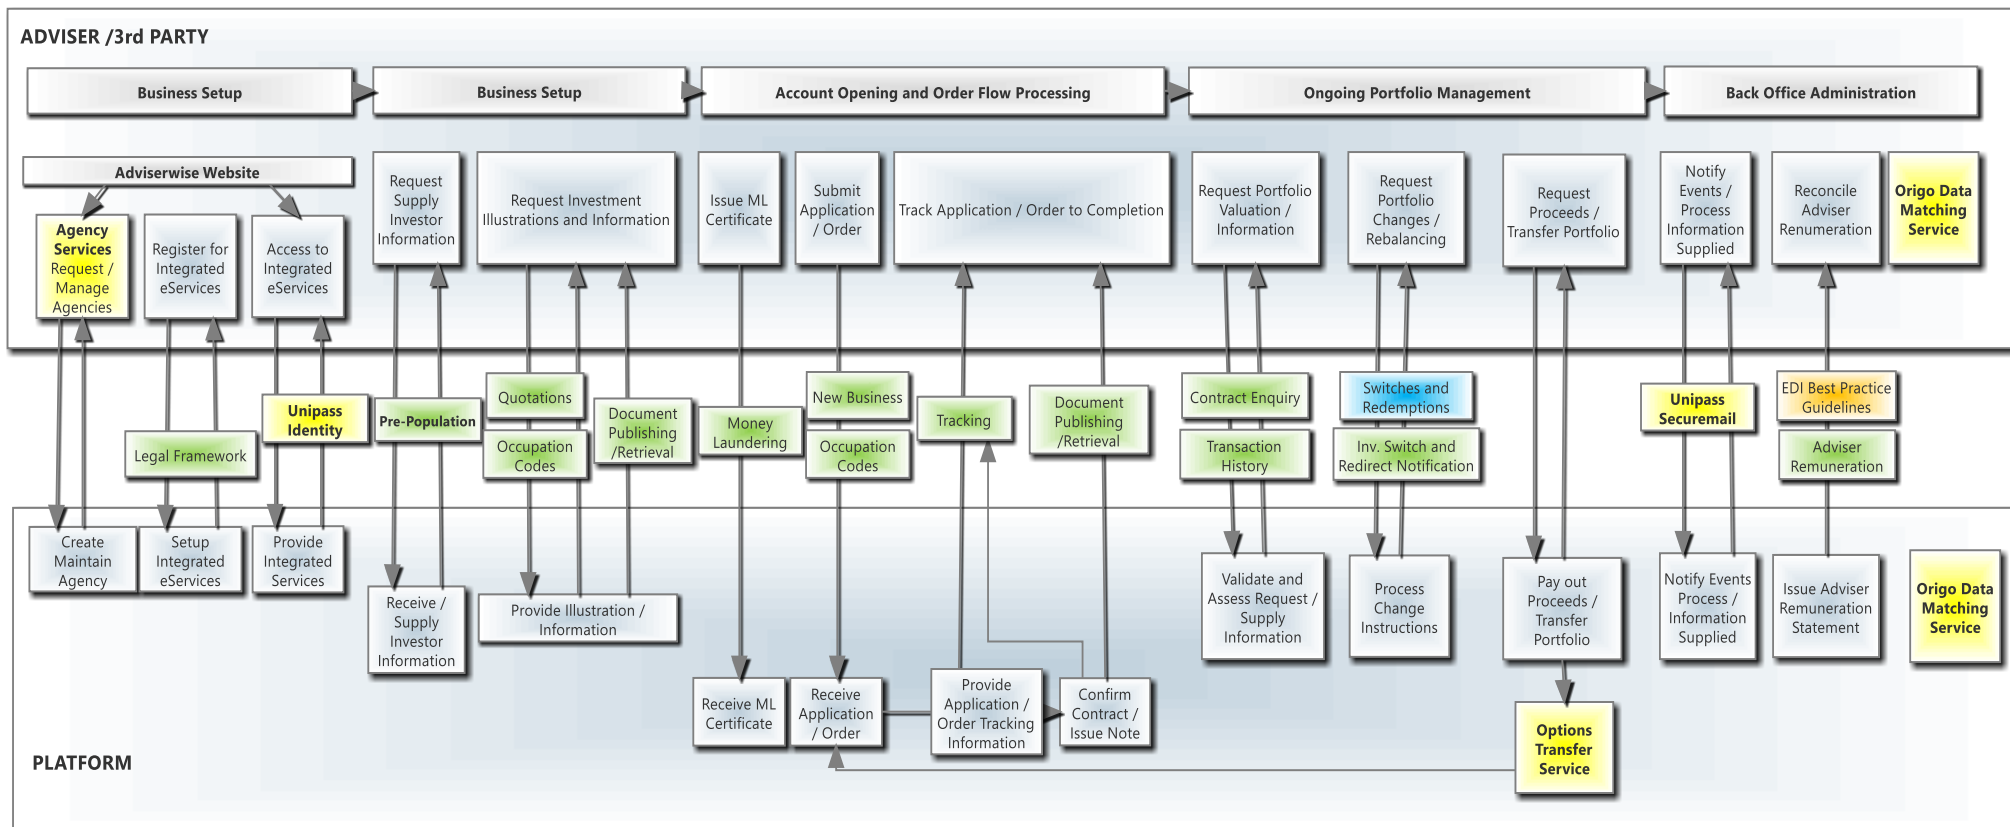 ADVISER /3rd PARTY
Business Setup
Business Setup
Account Opening and Order Flow Processing
Ongoing Portfolio Management
Back Office Administration
Adviserwise Website
Agency
Services
Request /
Manage
Agencies
Register for
Integrated
eServices
Access to
Integrated
eServices
Request
Supply
Investor
Information
Request Investment
Illustrations and Information
Issue ML
Certificate
Submit
Application
/ Order
Track Application / Order to Completion
Request Portfolio
Valuation /
Information
Request
Portfolio
Changes /
Rebalancing
Request
Proceeds /
Transfer Portfolio
Notify
Events /
Process
Information
Supplied
Reconcile
Adviser
Renumeration
Origo Data
Matching
Service
Legal Framework
Unipass
Identity
Pre-Population
Quotations
Occupation
Codes
Document
Publishing
/Retrieval
Money
Laundering
New Business
Occupation
Codes
Tracking
Document
Publishing
/Retrieval
Contract Enquiry
Transaction
History
Switches and
Redemptions
Inv. Switch and
Redirect Notification
Unipass
Securemail
EDI Best Practice
Guidelines
Adviser
Remuneration
Create
Maintain
Agency
Setup
Integrated
eServices
Provide
Integrated
Services
Receive /
Supply
Investor
Information
Provide Illustration /
Information
Receive ML
Certificate
Receive
Application
/ Order
Provide
Application /
Order Tracking
Information
Confirm
Contract /
Issue Note
Validate and
Assess Request /
Supply
Information
Process
Change
Instructions
Pay out
Proceeds /
Transfer
Portfolio
Options
Transfer
Service
Notify Events
Process /
Information
Supplied
Issue Adviser
Remuneration
Statement
Origo Data
Matching
Service
PLATFORM